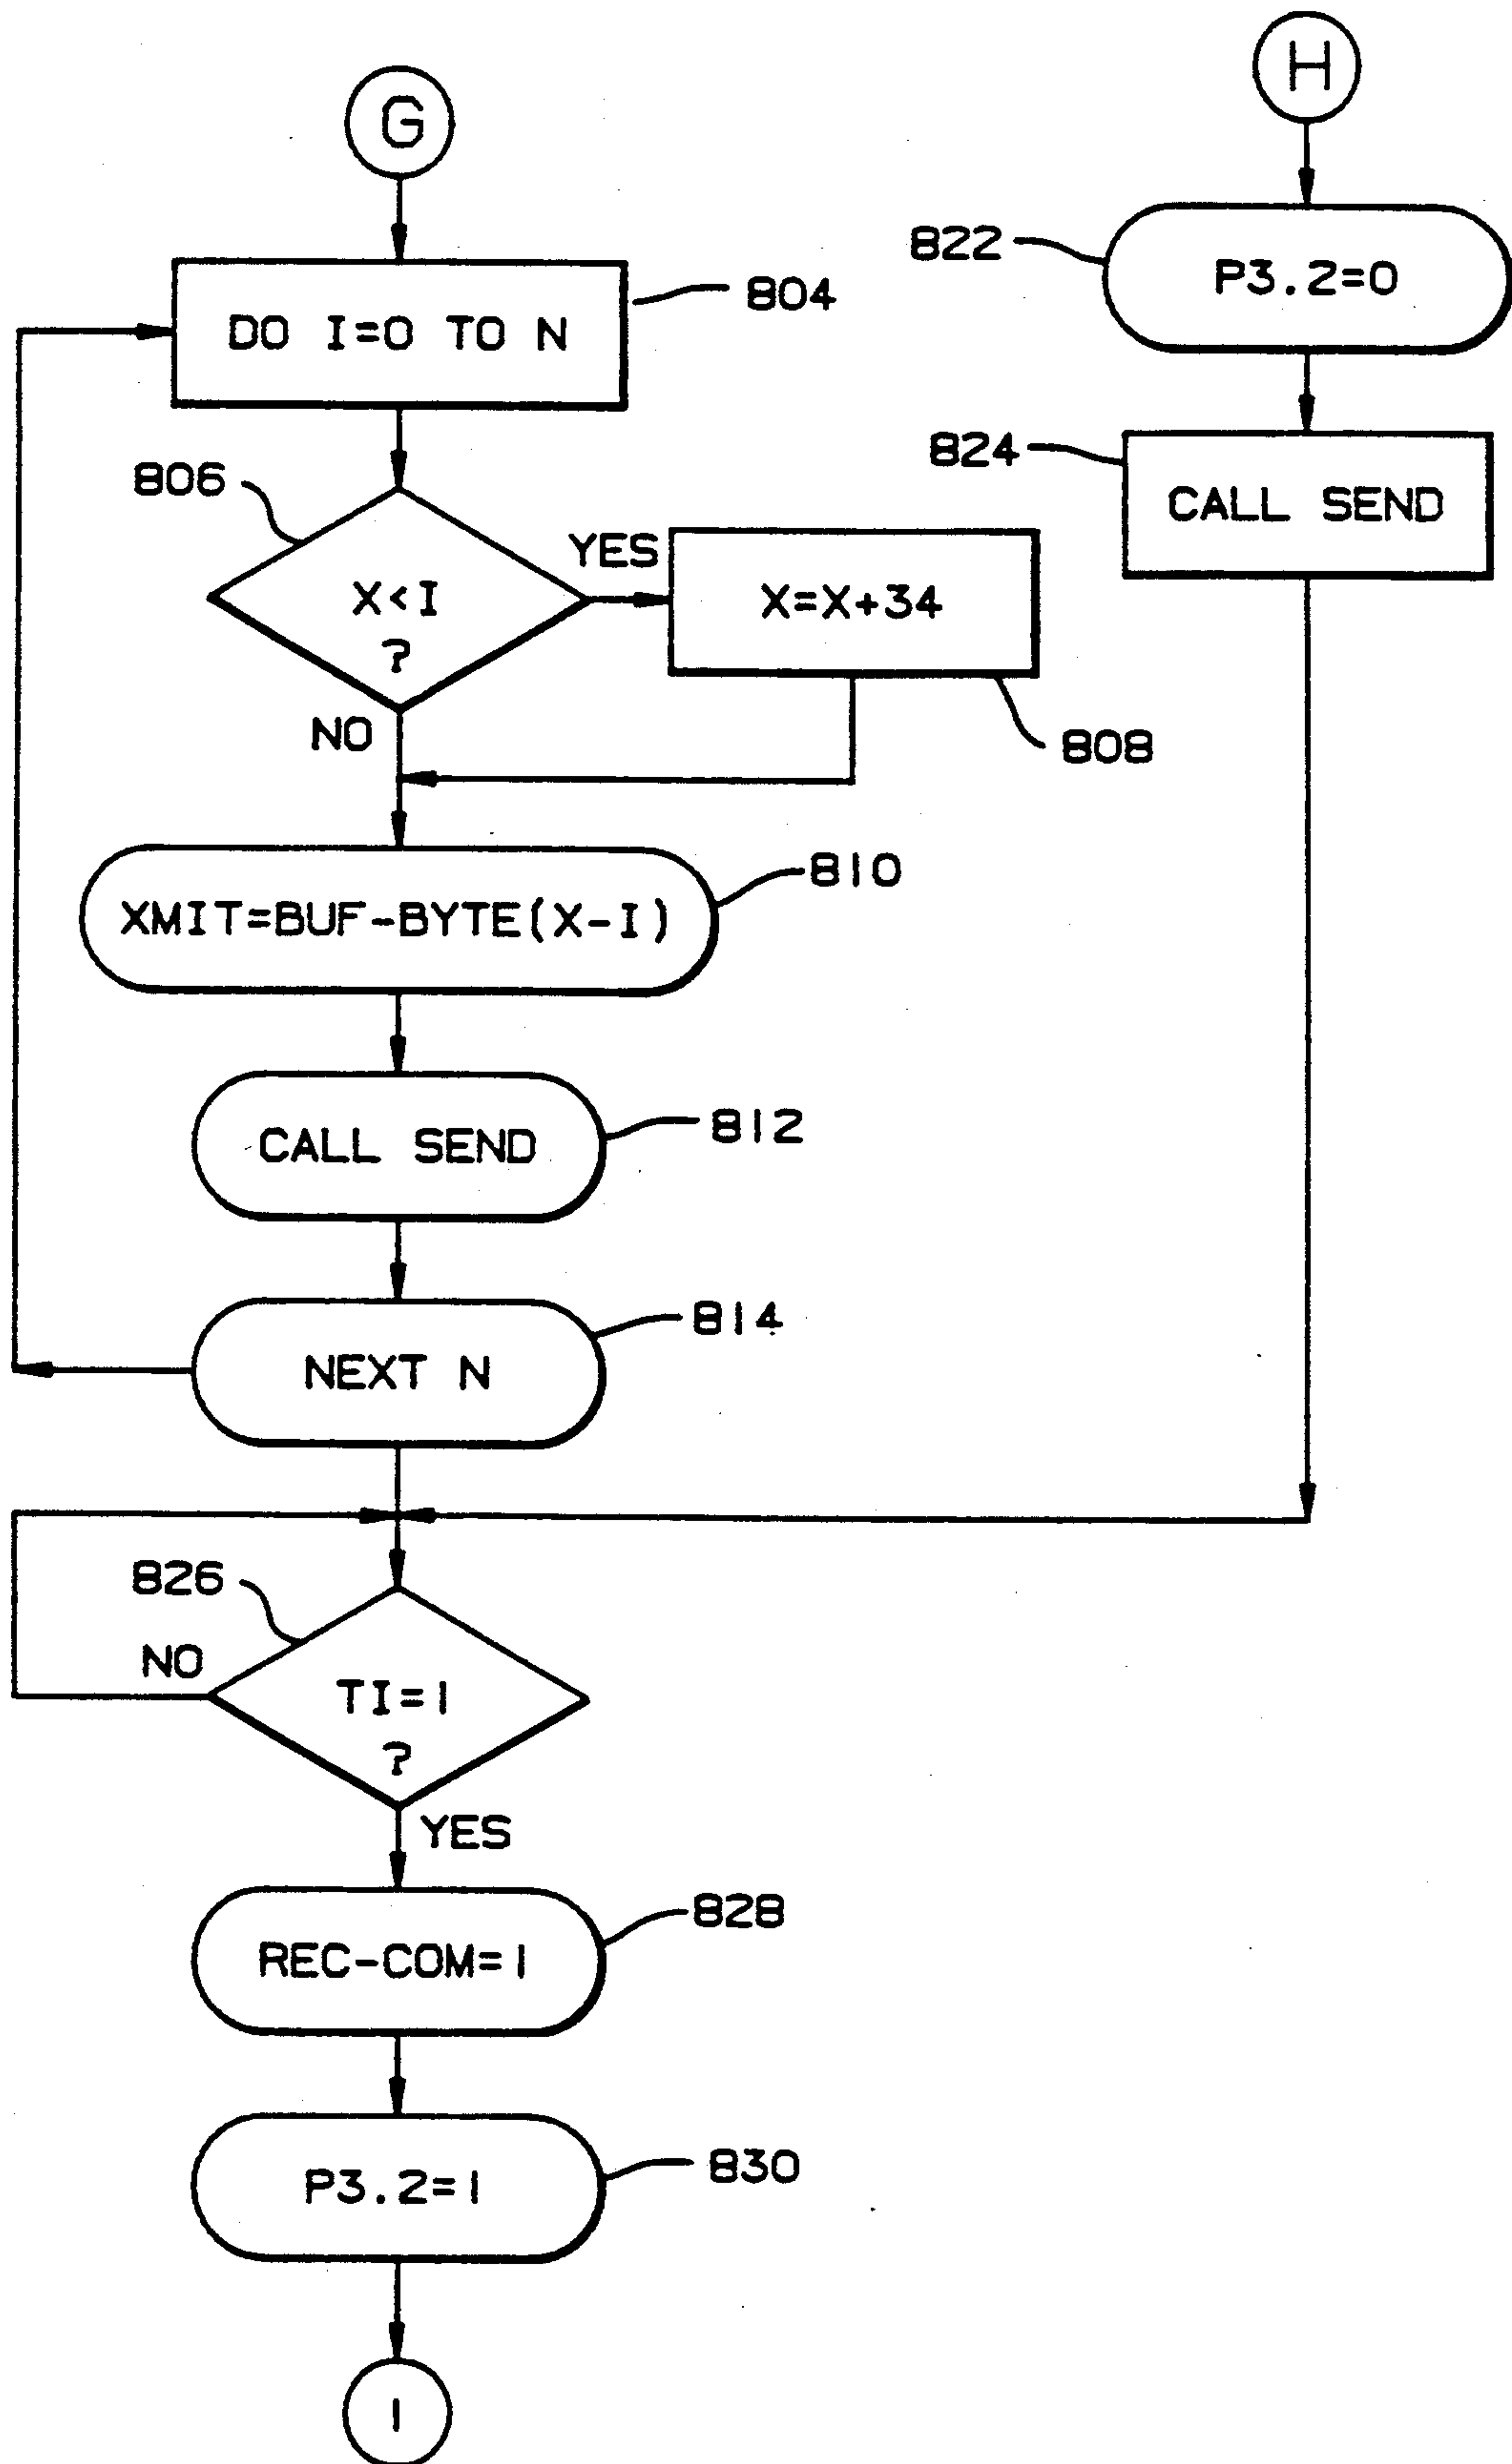 G
804
DO I=0 TO N
806
X<I
?
YES
X=X+34
808
NO
810
XMIT=BUF-BYTE(X-I)
812
CALL SEND
814
NEXT N
H
822
P3.2=0
824
CALL SEND
826
NO
TI=1
?
YES
828
REC-COM=1
830
P3.2=1
I